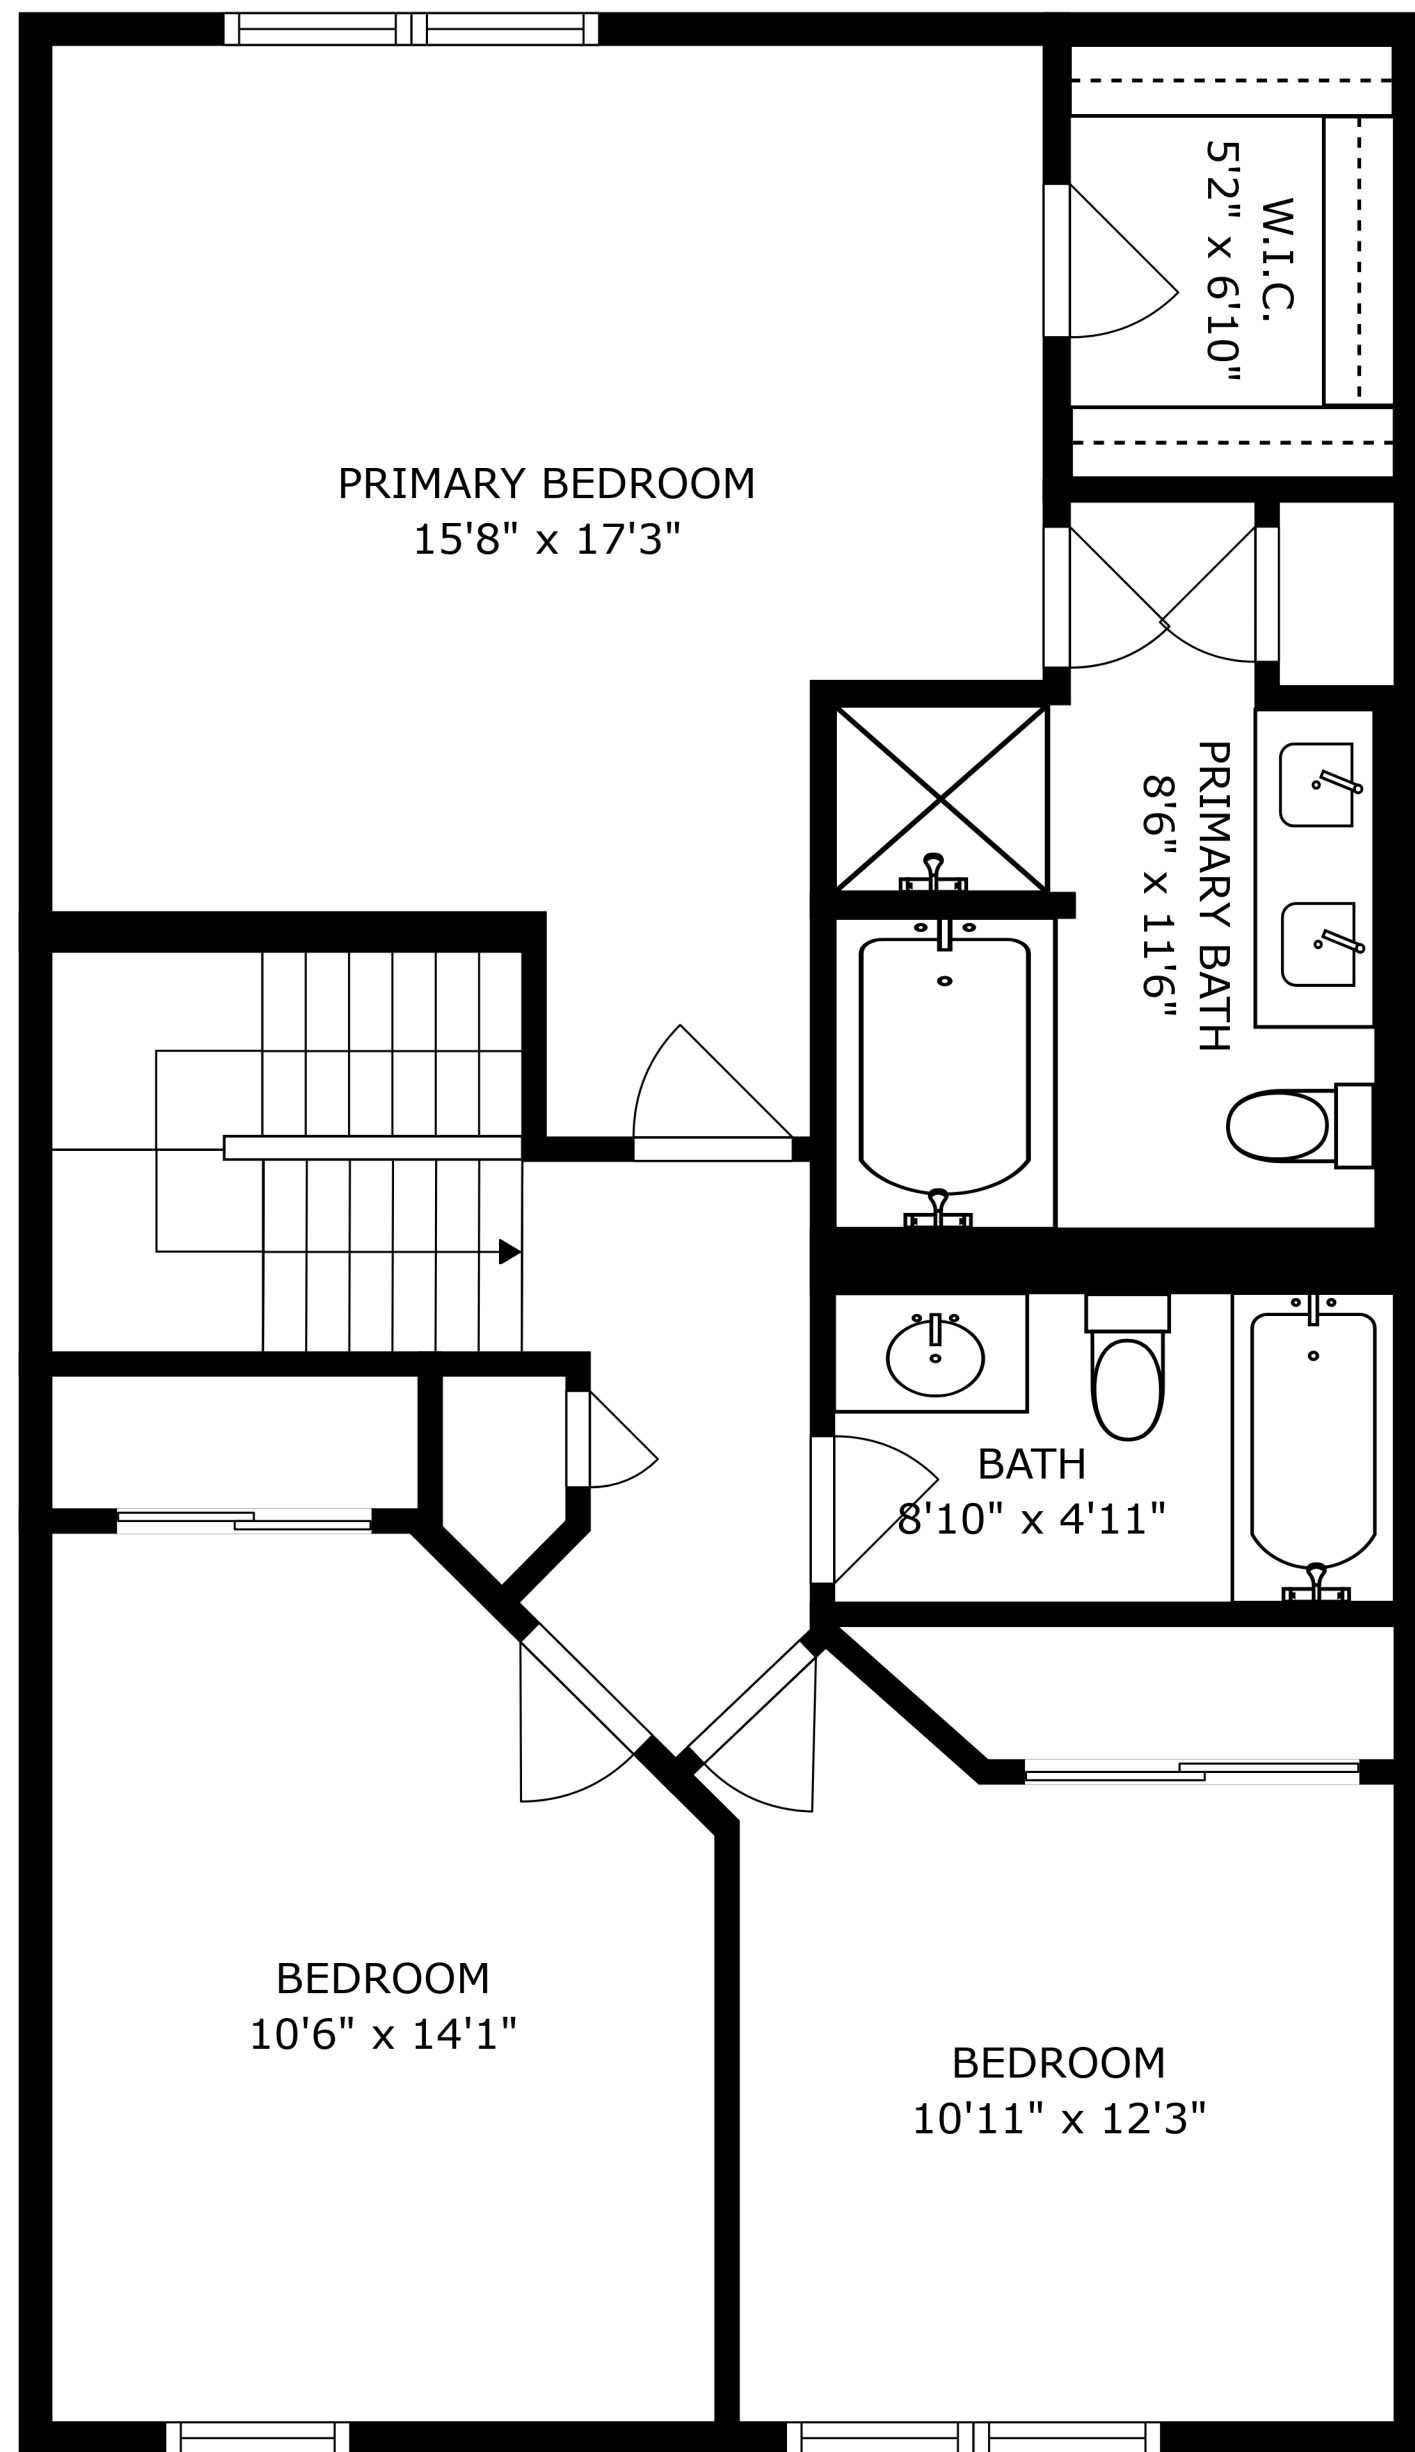 W.I.C.
5'2" x 6'10"
PRIMARY BEDROOM
15'8" x 17'3"
PRIMARY BATH
8'6" x 11'6"
BATH
8'10" x 4'11"
BEDROOM
10'6" x 14'1"
BEDROOM
10'11" x 12'3"